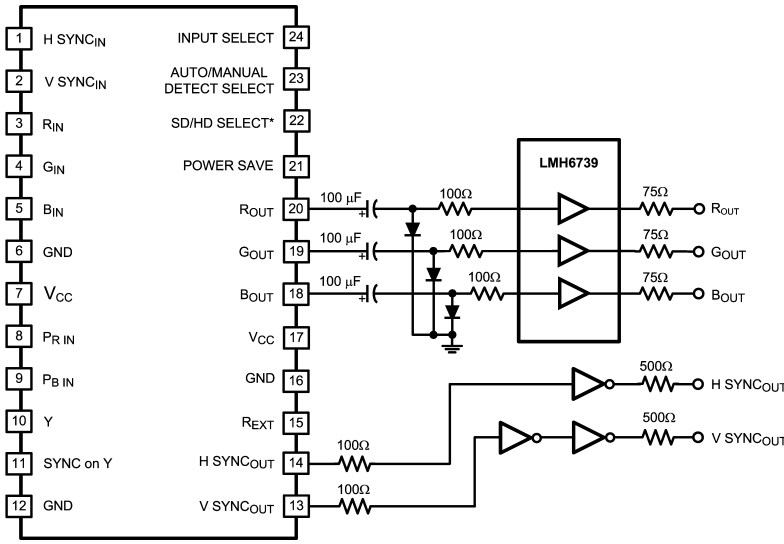 1 H SYNCIN
2 V SYNCIN
3 RIN
4 GIN
5 BIN
6 GND
7 VCC
8 PR IN
9 PB IN
10 Y
11 SYNC on Y
12 GND
INPUT SELECT 24
AUTO/MANUAL
DETECT SELECT 23
SD/HD SELECT* 22
POWER SAVE 21
ROUT 20
GOUT 19
BOUT 18
VCC 17
GND 16
REXT 15
H SYNCOUT 14
V SYNCOUT 13
100 µF
+
100 µF
+
100 µF
+
100Ω
100Ω
100Ω
LMH6739
75Ω
ROUT
75Ω
GOUT
75Ω
BOUT
100Ω
500Ω
H SYNCOUT
100Ω
500Ω
V SYNCOUT